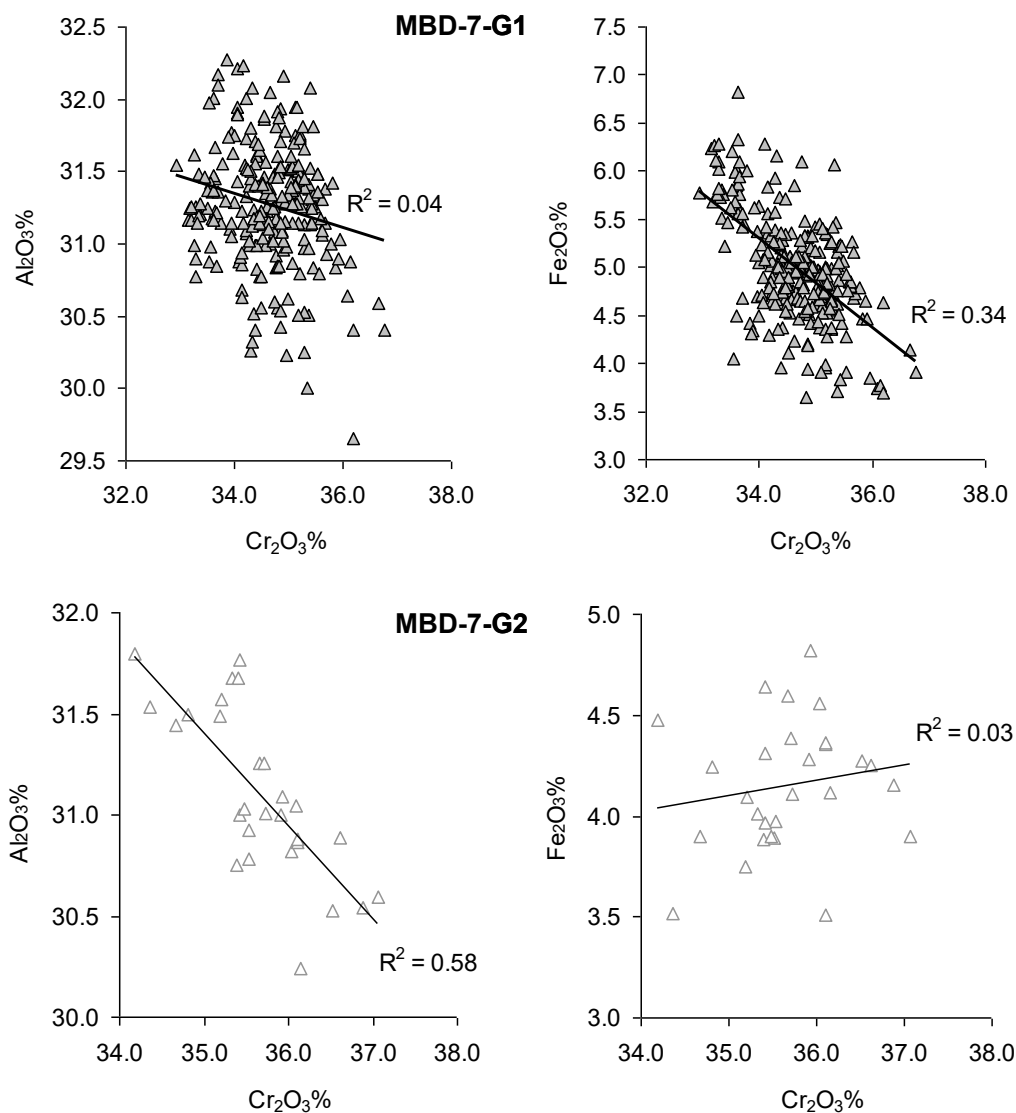 MBD-7-G1
32.5
32.0
31.5
31.0
30.5
30.0
29.5
Al₂O₃%
R² = 0.04
32.0 34.0 36.0 38.0
Cr₂O₃%
7.5
7.0
6.5
6.0
5.5
5.0
4.5
4.0
3.5
3.0
Fe₂O₃%
R² = 0.34
32.0 34.0 36.0 38.0
Cr₂O₃%
MBD-7-G2
32.0
31.5
31.0
30.5
30.0
Al₂O₃%
R² = 0.58
34.0 35.0 36.0 37.0 38.0
Cr₂O₃%
5.0
4.5
4.0
3.5
3.0
Fe₂O₃%
R² = 0.03
34.0 35.0 36.0 37.0 38.0
Cr₂O₃%